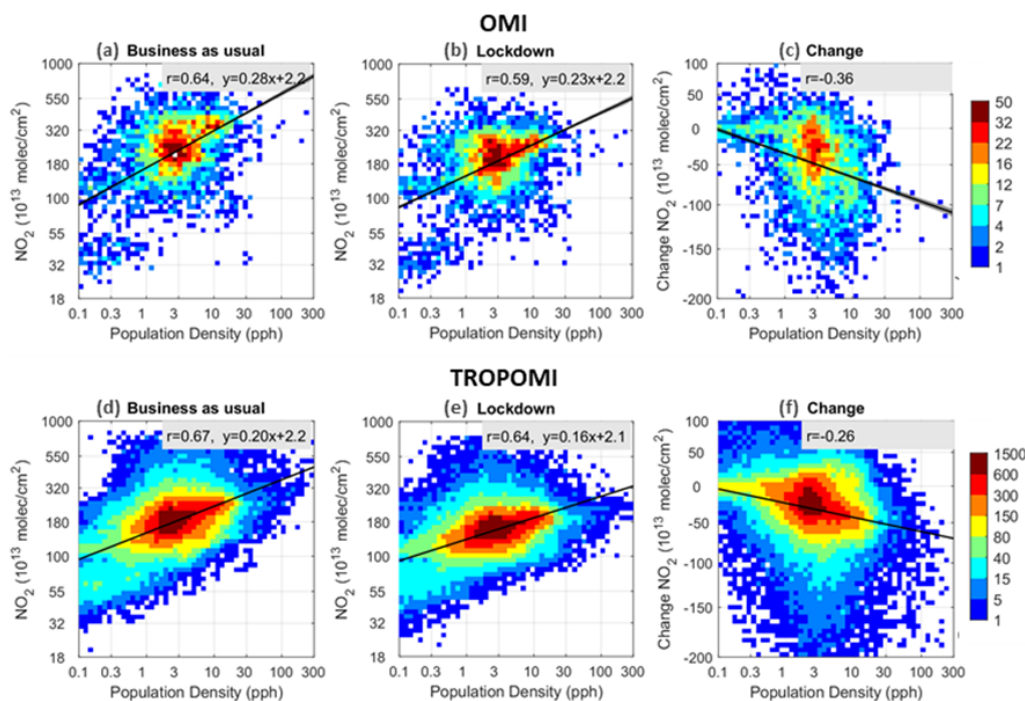 OMI
(a) Business as usual
r=0.64, y=0.28x+2.2
1000
550
320
180
100
55
32
18
NO2 (10^13 molec/cm^2)
0.1 0.3 1 3 10 30 100 300
Population Density (pph)
(b) Lockdown
r=0.59, y=0.23x+2.2
1000
550
320
180
100
55
32
18
NO2 (10^13 molec/cm^2)
0.1 0.3 1 3 10 30 100 300
Population Density (pph)
(c) Change
r=-0.36
100
50
0
-50
-100
-150
-200
Change NO2 (10^13 molec/cm^2)
0.1 0.3 1 3 10 30 100 300
Population Density (pph)
50
32
22
16
12
7
4
2
1
TROPOMI
(d) Business as usual
r=0.67, y=0.20x+2.2
1000
550
320
180
100
56
32
18
NO2 (10^13 molec/cm^2)
0.1 0.3 1 3 10 30 100 300
Population Density (pph)
(e) Lockdown
r=0.64, y=0.16x+2.1
1000
550
320
180
100
56
32
18
NO2 (10^13 molec/cm^2)
0.1 0.3 1 3 10 30 100 300
Population Density (pph)
(f) Change
r=-0.26
100
50
0
-50
-100
-150
-200
Change NO2 (10^13 molec/cm^2)
0.1 0.3 1 3 10 30 100 300
Population Density (pph)
1500
600
300
150
80
40
15
5
1